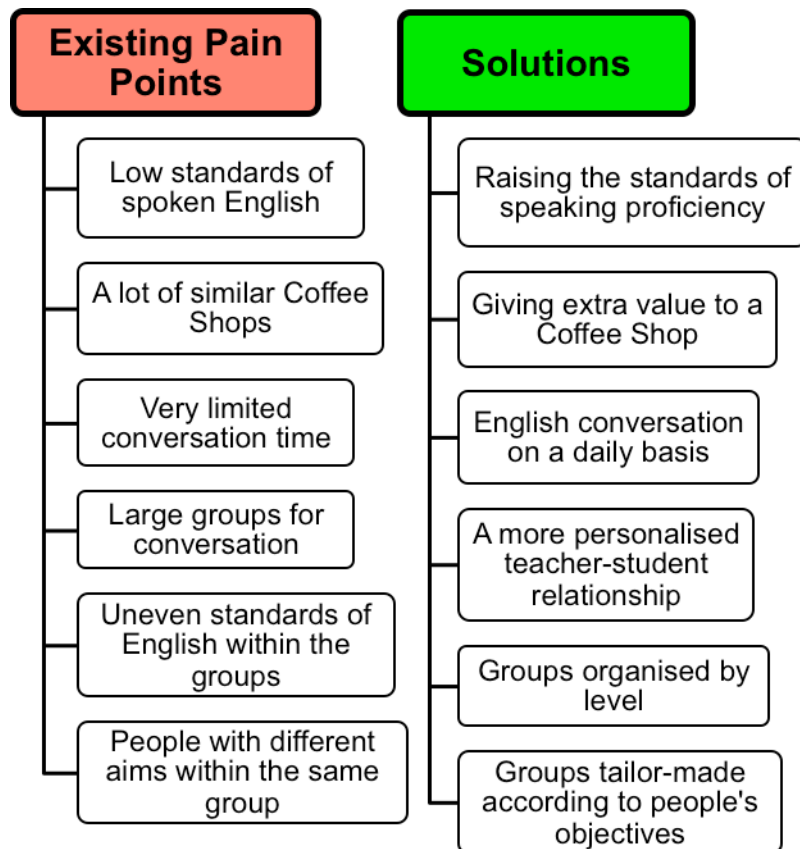 Existing Pain
Points
Low standards of
spoken English
A lot of similar Coffee
Shops
Very limited
conversation time
Large groups for
conversation
Uneven standards of
English within the
groups
People with different
aims within the same
group
Solutions
Raising the standards of
speaking proficiency
Giving extra value to a
Coffee Shop
English conversation
on a daily basis
A more personalised
teacher-student
relationship
Groups organised by
level
Groups tailor-made
according to people's
objectives